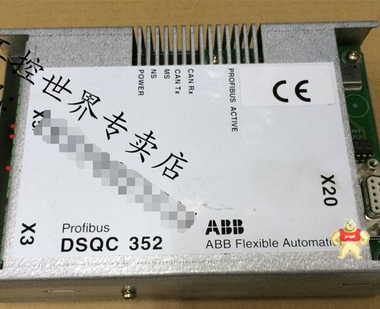 PROFIBUS ACTIVE
CAN Rx
CAN Tx
MS
NS
POWER
CE
控世界专卖店
X5
X3
X20
Profibus
DSQC 352
ABB
ABB Flexible Automatic